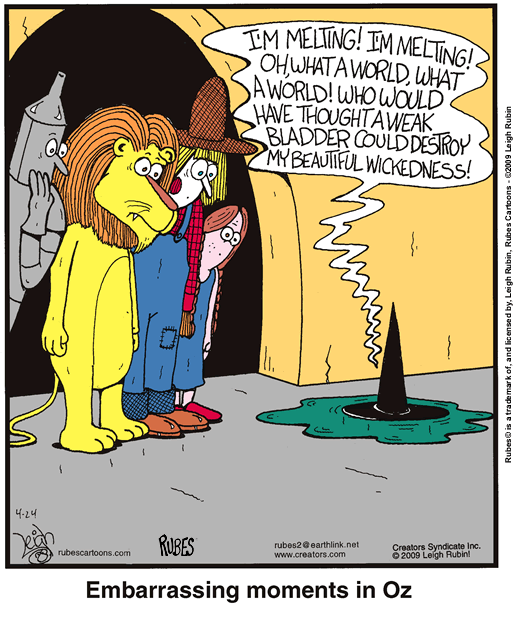 I'M MELTING! I'M MELTING!
OH, WHAT A WORLD, WHAT
A WORLD! WHO WOULD
HAVE THOUGHT A WEAK
BLADDER COULD DESTROY
MY BEAUTIFUL WICKEDNESS!
Rubes® is a trademark of, and licensed by, Leigh Rubin, Rubes Cartoons - ©2009 Leigh Rubin
4-24
Leigh
rubescartoons.com
RUBES
rubes2@earthlink.net
www.creators.com
Creators Syndicate Inc.
© 2009 Leigh Rubin!
Embarrassing moments in Oz